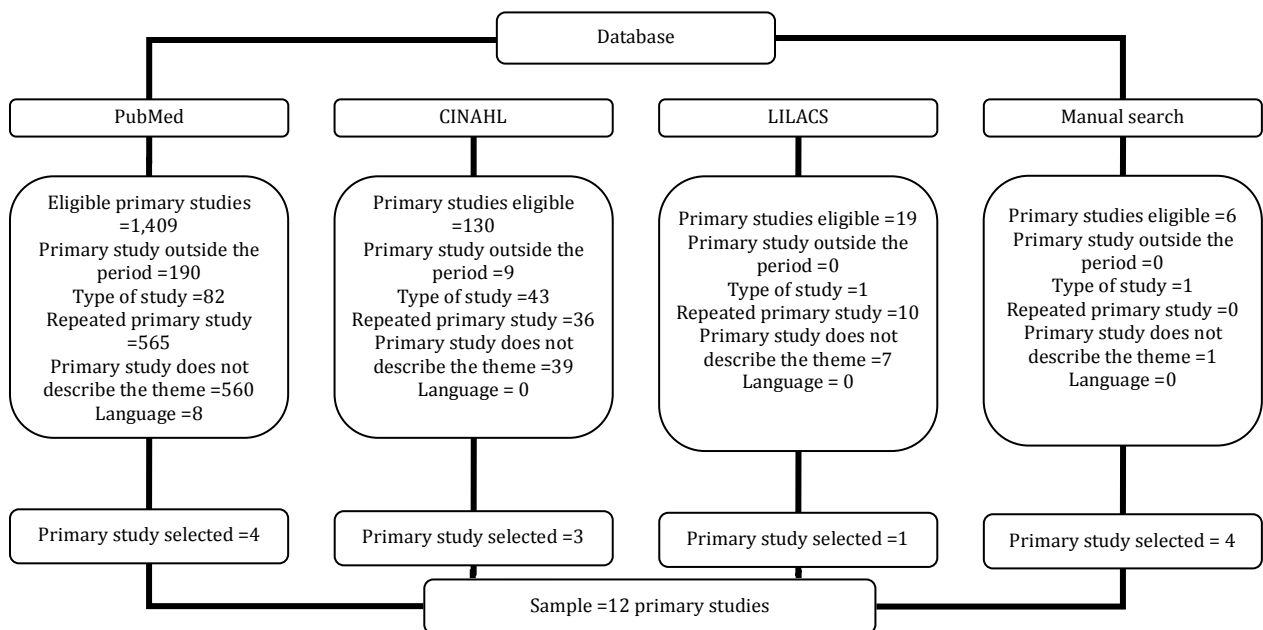 Database
PubMed
CINAHL
LILACS
Manual search
Eligible primary studies
=1,409
Primary study outside the
period =190
Type of study =82
Repeated primary study
=565
Primary study does not
describe the theme =560
Language =8
Primary studies eligible
=130
Primary study outside the
period =9
Type of study =43
Repeated primary study =36
Primary study does not
describe the theme =39
Language = 0
Primary studies eligible =19
Primary study outside the
period =0
Type of study =1
Repeated primary study =10
Primary study does not
describe the theme =7
Language = 0
Primary studies eligible =6
Primary study outside the
period =0
Type of study =1
Repeated primary study =0
Primary study does not
describe the theme =1
Language =0
Primary study selected =4
Primary study selected =3
Primary study selected =1
Primary study selected = 4
Sample =12 primary studies